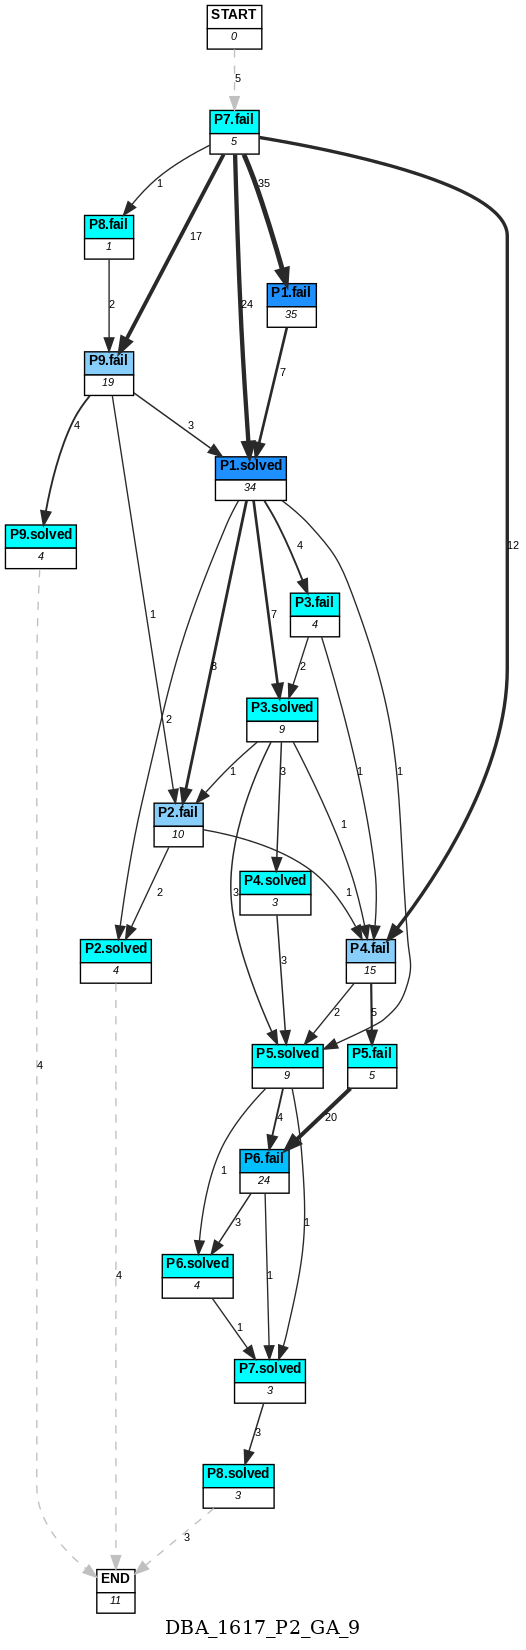 START
0
5
P7.fail
5
1
35
P8.fail
1
17
P1.fail
35
2
24
P9.fail
19
7
4
3
P1.solved
34
P9.solved
4
12
4
P3.fail
4
1
7
8
2
P3.solved
9
2
1
3
1
1
P2.fail
10
1
P4.solved
3
2
3
1
P2.solved
4
P4.fail
15
3
2
5
P5.solved
9
P5.fail
5
4
4
20
P6.fail
24
1
3
1
P6.solved
4
1
4
1
P7.solved
3
3
P8.solved
3
3
END
11
DBA_1617_P2_GA_9